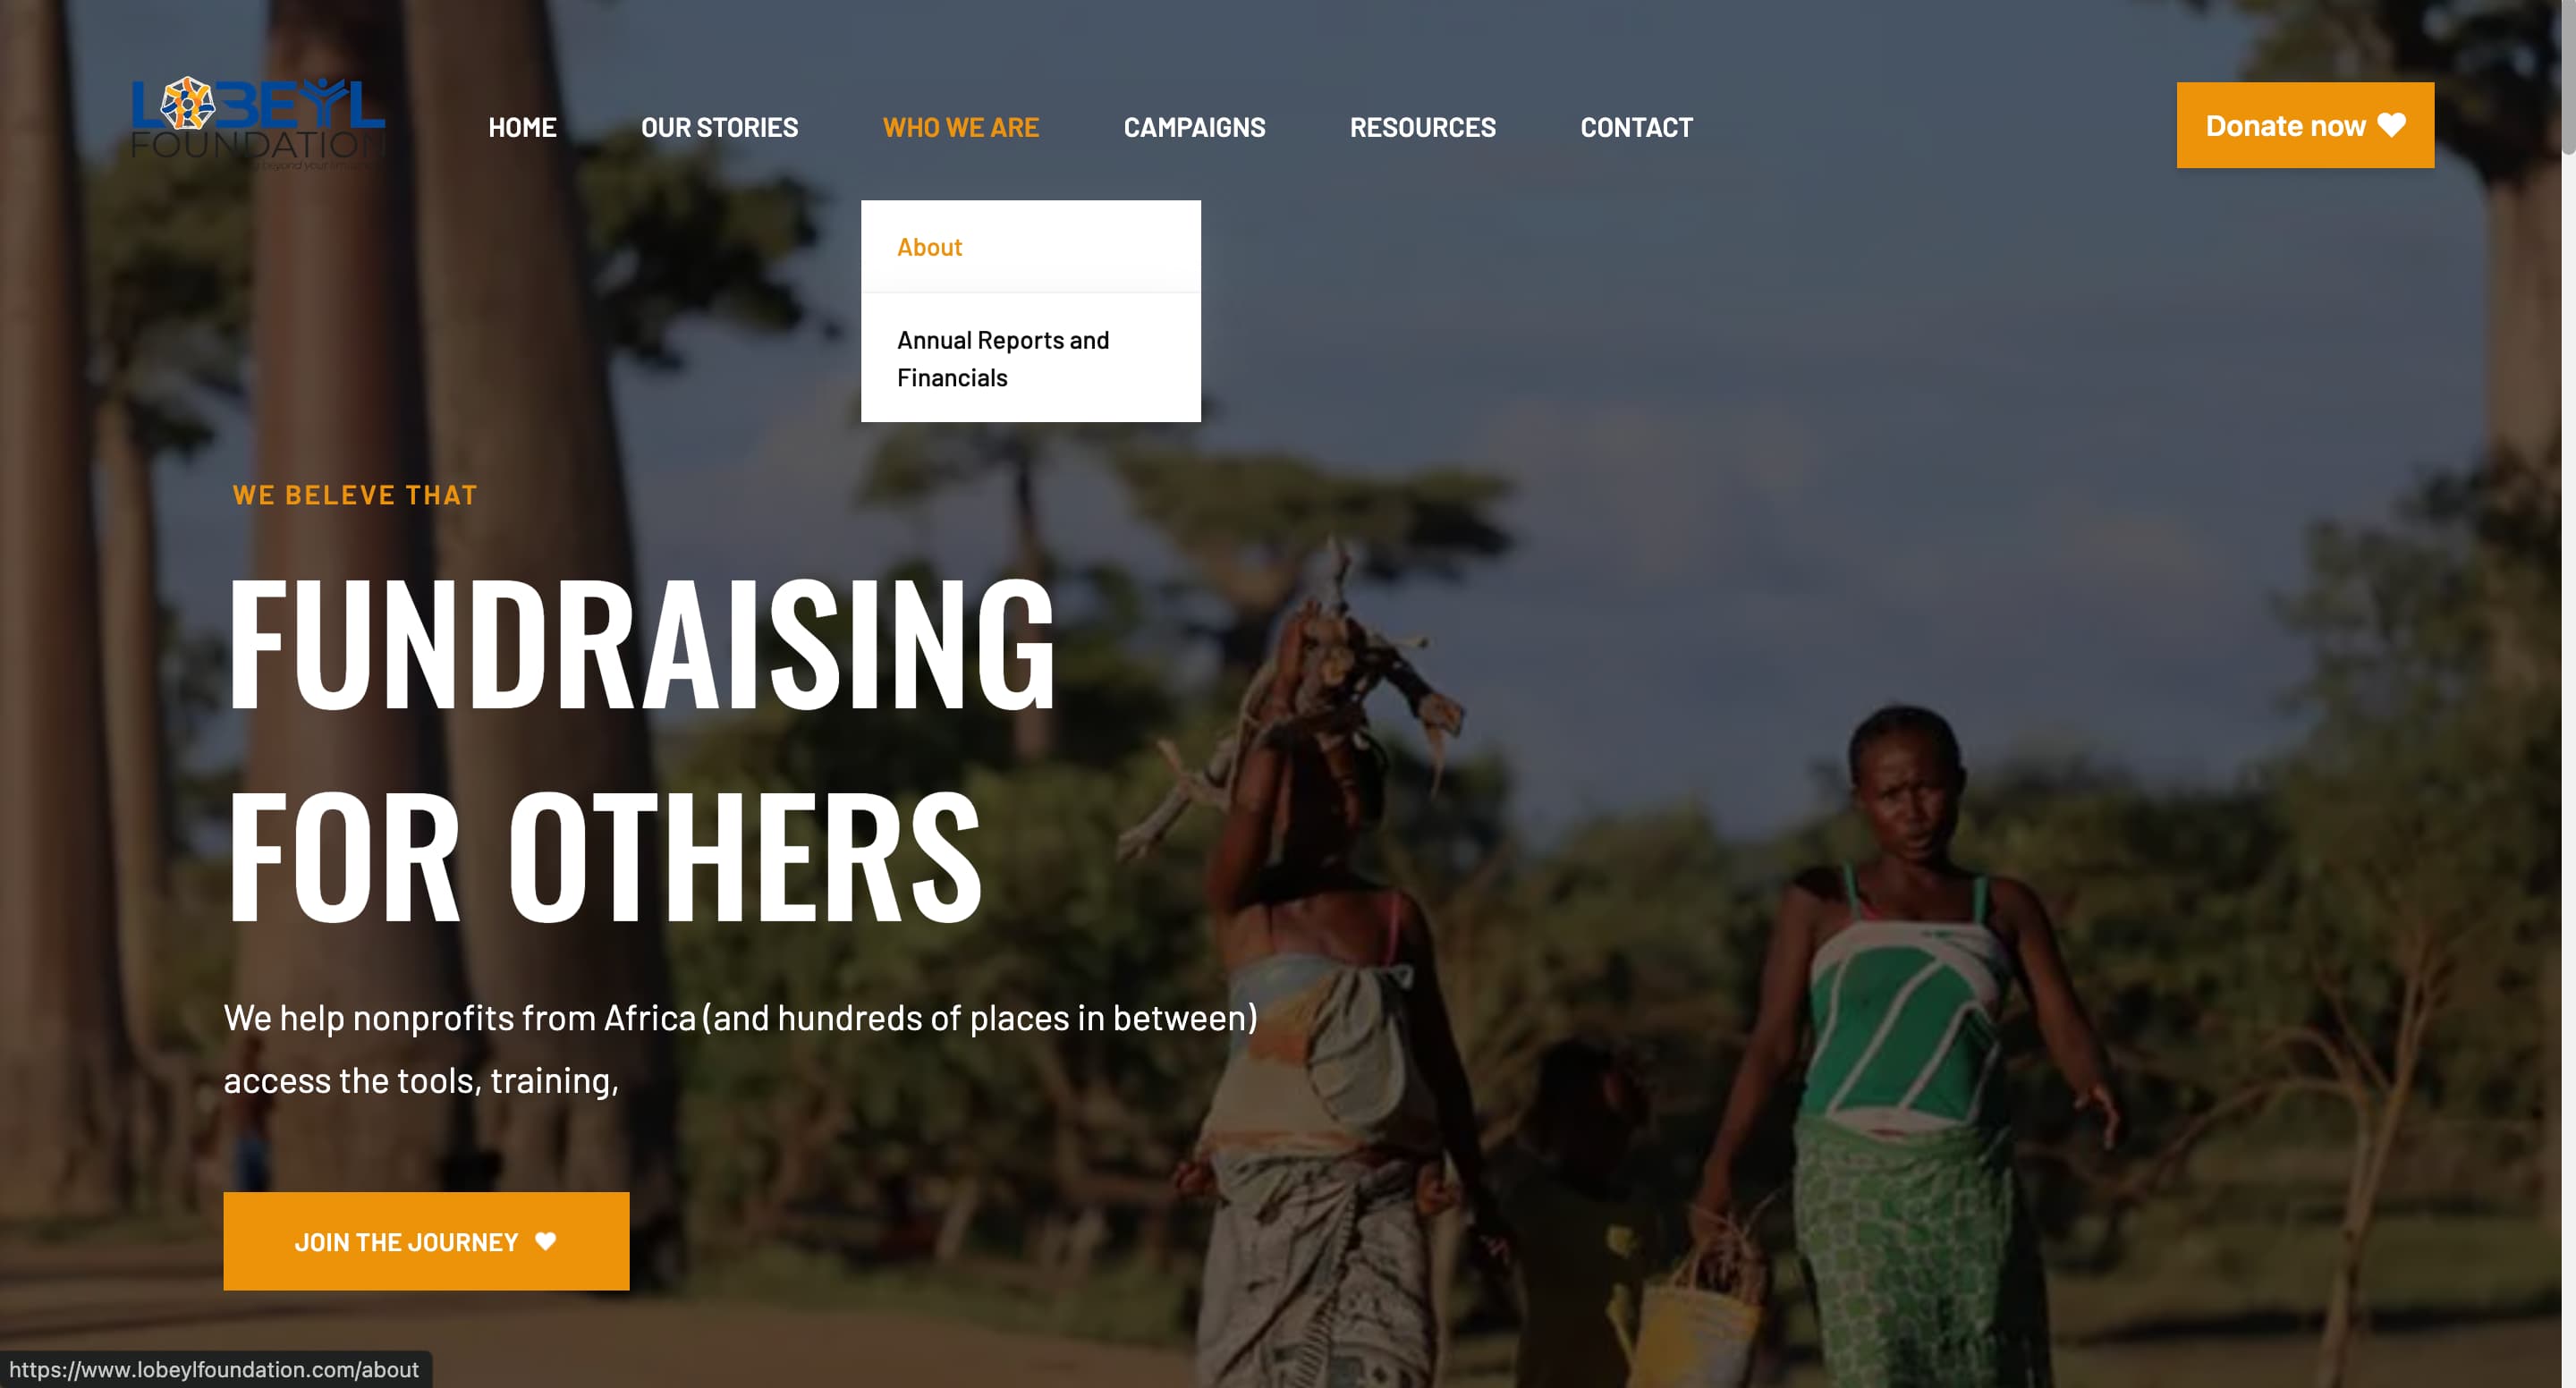 LOBEYL
FOUNDATION
HOME
OUR STORIES
WHO WE ARE
CAMPAIGNS
RESOURCES
CONTACT
Donate now
About
Annual Reports and
Financials
WE BELEVE THAT
FUNDRAISING
FOR OTHERS
We help nonprofits from Africa (and hundreds of places in between)
access the tools, training,
JOIN THE JOURNEY
https://www.lobeylfoundation.com/about